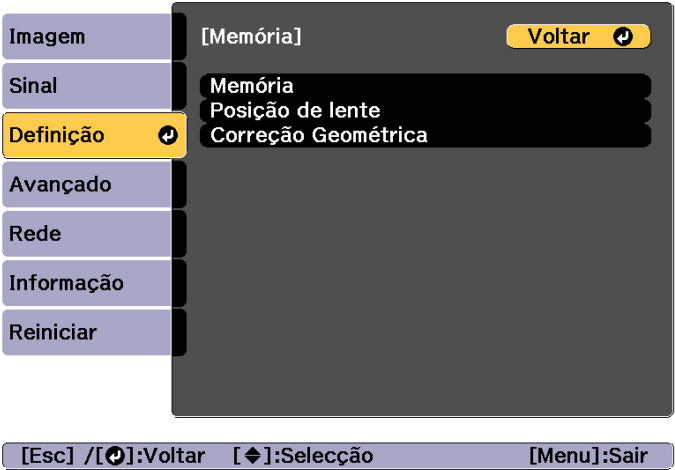 Imagem
Sinal
Definição
Avançado
Rede
Informação
Reiniciar
[Memória]
Voltar
Memória
Posição de lente
Correção Geométrica
[Esc] /[ ]:Voltar [ ]:Selecção [Menu]:Sair